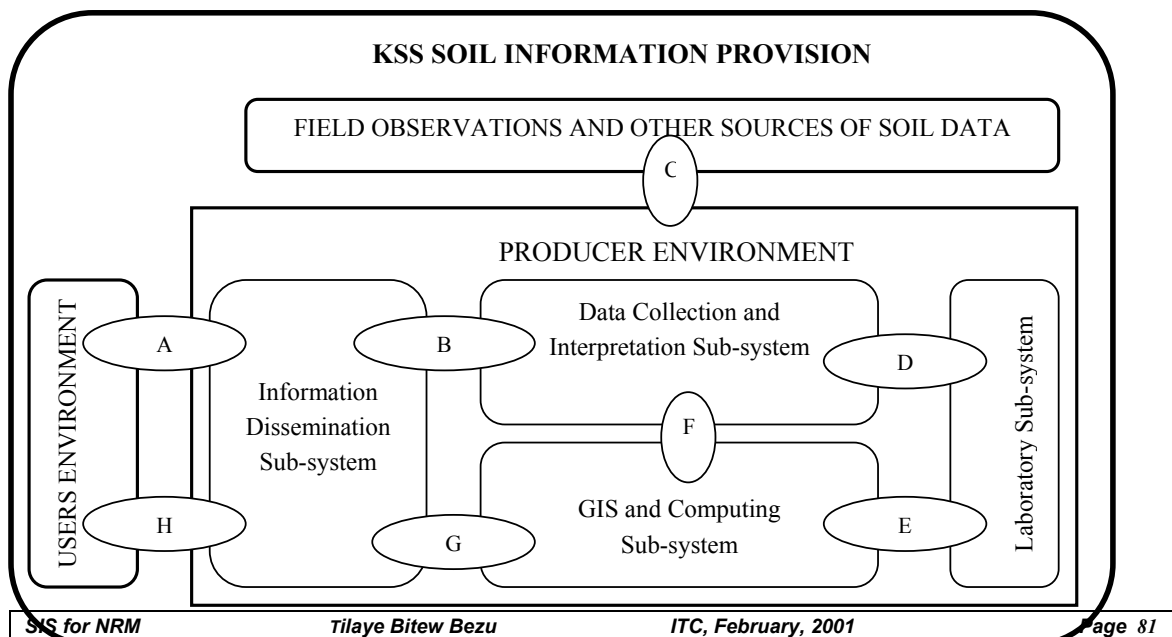 KSS SOIL INFORMATION PROVISION
FIELD OBSERVATIONS AND OTHER SOURCES OF SOIL DATA
C
PRODUCER ENVIRONMENT
USERS ENVIRONMENT
A
Information
Dissemination
Sub-system
B
Data Collection and
Interpretation Sub-system
D
Laboratory Sub-system
F
H
G
GIS and Computing
Sub-system
E
SIS for NRM Tilaye Bitew Bezu ITC, February, 2001 Page 81